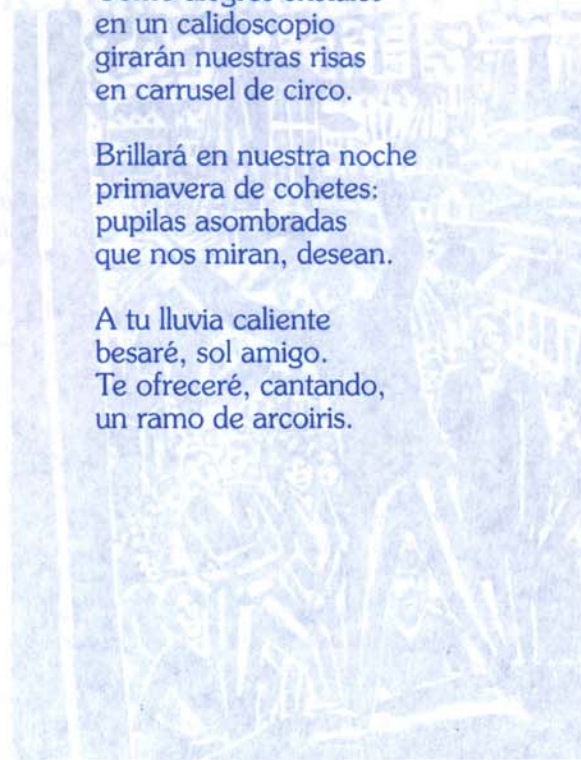 en un calidoscopio
girarán nuestras risas
en carrusel de circo.

Brillará en nuestra noche
primavera de cohetes:
pupilas asombradas
que nos miran, desean.

A tu lluvia caliente
besaré, sol amigo.
Te ofreceré, cantando,
un ramo de arcoiris.